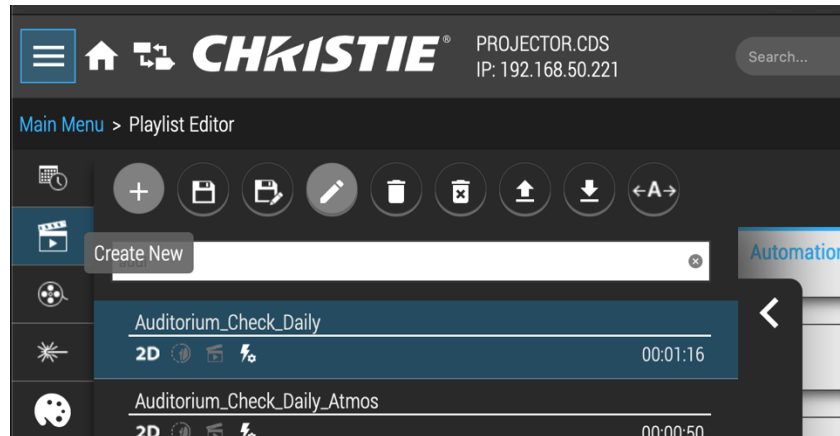 CHRISTIE®
PROJECTOR.CDS
IP: 192.168.50.221
Search...
Main Menu > Playlist Editor
←A→
Create New
Automation
Auditorium_Check_Daily
2D
00:01:16
Auditorium_Check_Daily_Atmos
2D
00:00:50